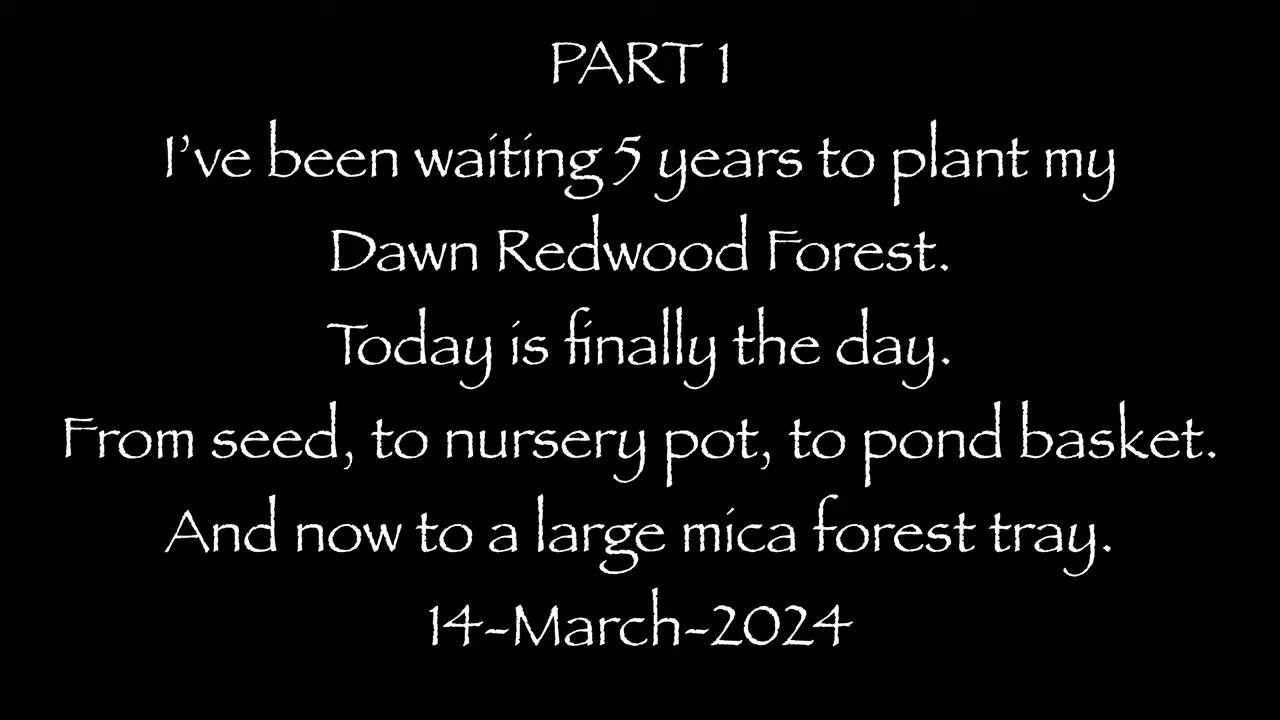 PART 1
I've been waiting 5 years to plant my
Dawn Redwood Forest.
Today is finally the day.
From seed, to nursery pot, to pond basket.
And now to a large mica forest tray.
14-March-2024